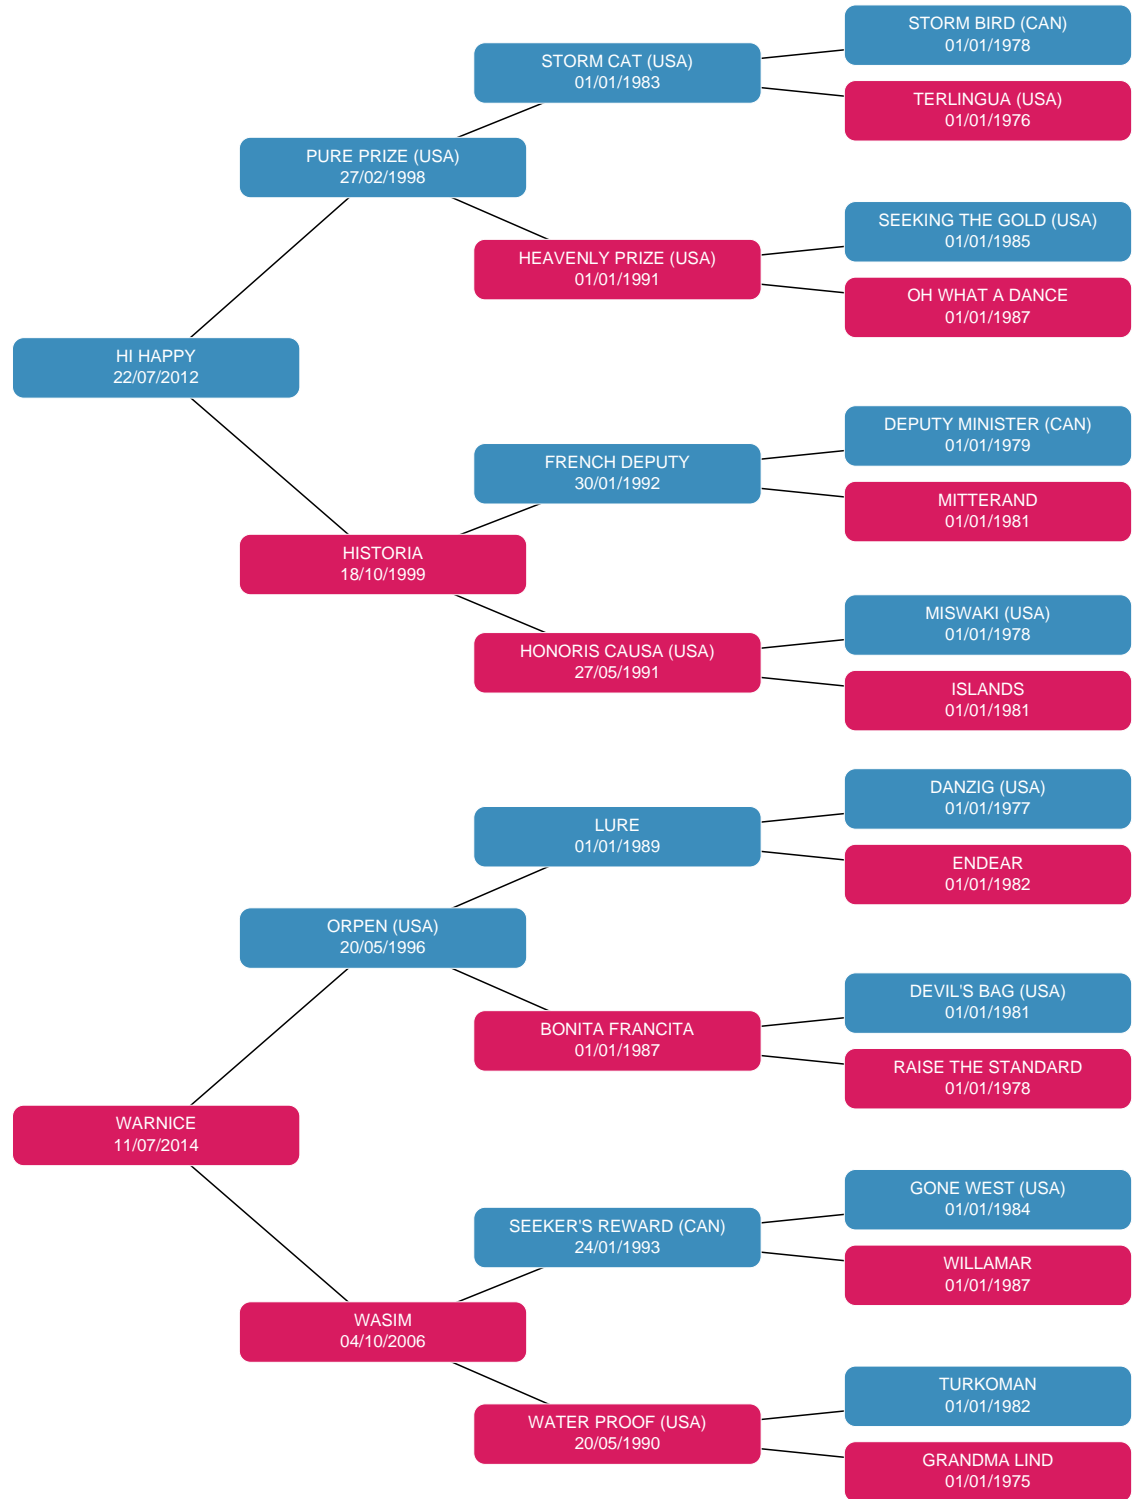 STORM BIRD (CAN)
01/01/1978
STORM CAT (USA)
01/01/1983
TERLINGUA (USA)
01/01/1976
PURE PRIZE (USA)
27/02/1998
SEEKING THE GOLD (USA)
01/01/1985
HEAVENLY PRIZE (USA)
01/01/1991
OH WHAT A DANCE
01/01/1987
HI HAPPY
22/07/2012
DEPUTY MINISTER (CAN)
01/01/1979
FRENCH DEPUTY
30/01/1992
MITTERAND
01/01/1981
HISTORIA
18/10/1999
MISWAKI (USA)
01/01/1978
HONORIS CAUSA (USA)
27/05/1991
ISLANDS
01/01/1981
DANZIG (USA)
01/01/1977
LURE
01/01/1989
ENDEAR
01/01/1982
ORPEN (USA)
20/05/1996
DEVIL'S BAG (USA)
01/01/1981
BONITA FRANCITA
01/01/1987
RAISE THE STANDARD
01/01/1978
WARNICE
11/07/2014
GONE WEST (USA)
01/01/1984
SEEKER'S REWARD (CAN)
24/01/1993
WILLAMAR
01/01/1987
WASIM
04/10/2006
TURKOMAN
01/01/1982
WATER PROOF (USA)
20/05/1990
GRANDMA LIND
01/01/1975